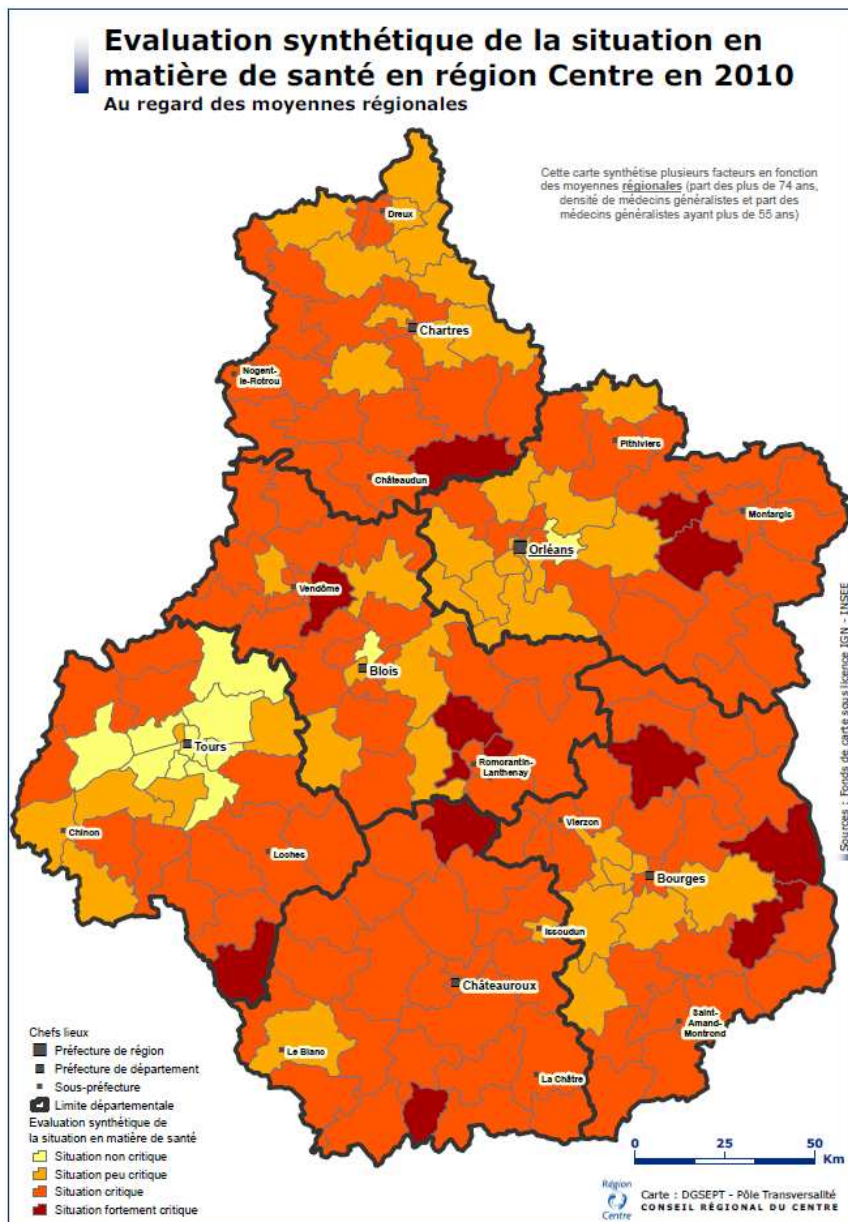 Evaluation synthétique de la situation en
matière de santé en région Centre en 2010
Au regard des moyennes régionales
Cette carte synthétise plusieurs facteurs en fonction
des moyennes régionales (part des plus de 74 ans,
densité de médecins généralistes et part des
médecins généralistes ayant plus de 55 ans)
Dreux
Chartres
Nogent-
le-Rotrou
Pithiviers
Châteaudun
Montargis
Orléans
Vendôme
Blois
Tours
Romorantin-
Lanthenay
Chinon
Vierzon
Loches
Bourges
Issoudun
Châteauroux
Saint-
Amand-
Montrond
Le Blanc
La Châtre
Sources : Fonds de carte sous licence IGN - INSEE
Chefs lieux
Préfecture de région
Préfecture de département
Sous-préfecture
Limite départementale
Evaluation synthétique de
la situation en matière de santé
Situation non critique
Situation peu critique
Situation critique
Situation fortement critique
0 25 50
Km
Région
Centre
Carte : DGSEPT - Pôle Transversalité
CONSEIL RÉGIONAL DU CENTRE